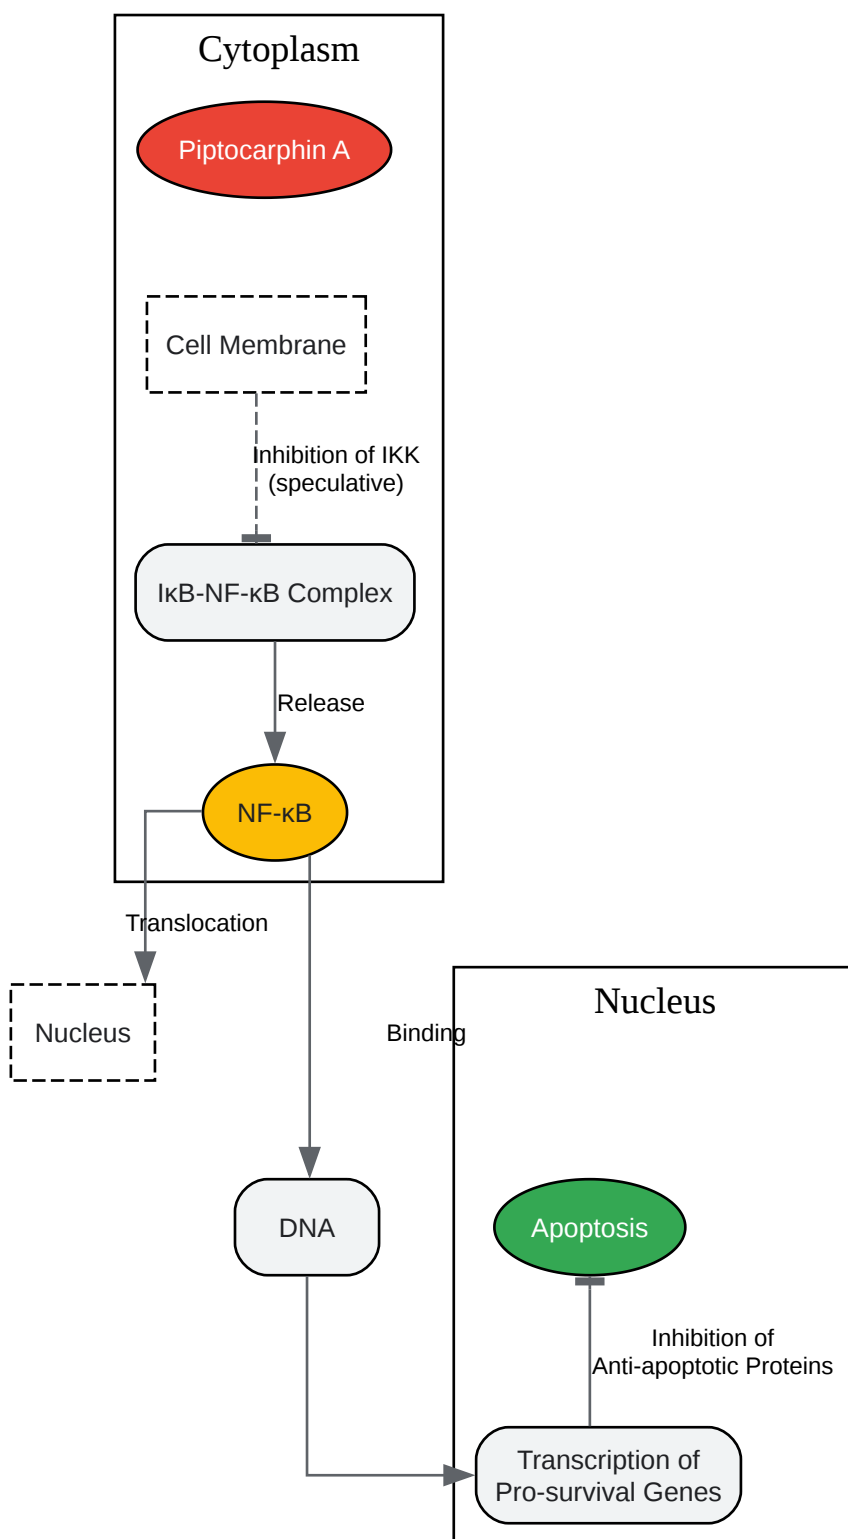 Cytoplasm
Piptocarphin A
Cell Membrane
Inhibition of IKK
(speculative)
IκB-NF-κB Complex
Release
NF-κB
Translocation
Nucleus
Binding
Nucleus
DNA
Apoptosis
Inhibition of
Anti-apoptotic Proteins
Transcription of
Pro-survival Genes